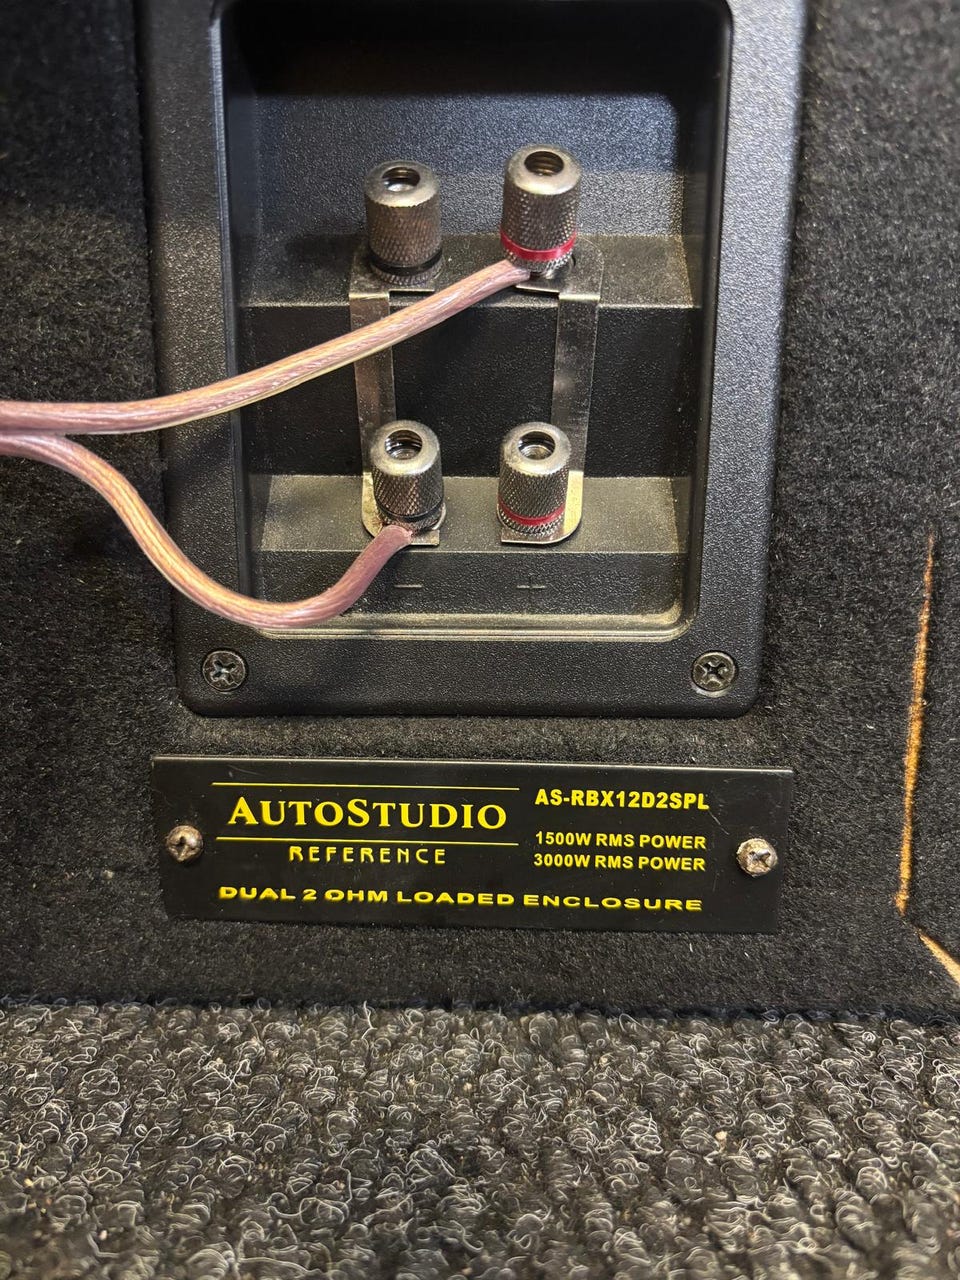 − +
AUTOSTUDIO
REFERENCE
AS-RBX12D2SPL
1500W RMS POWER
3000W RMS POWER
DUAL 2 OHM LOADED ENCLOSURE